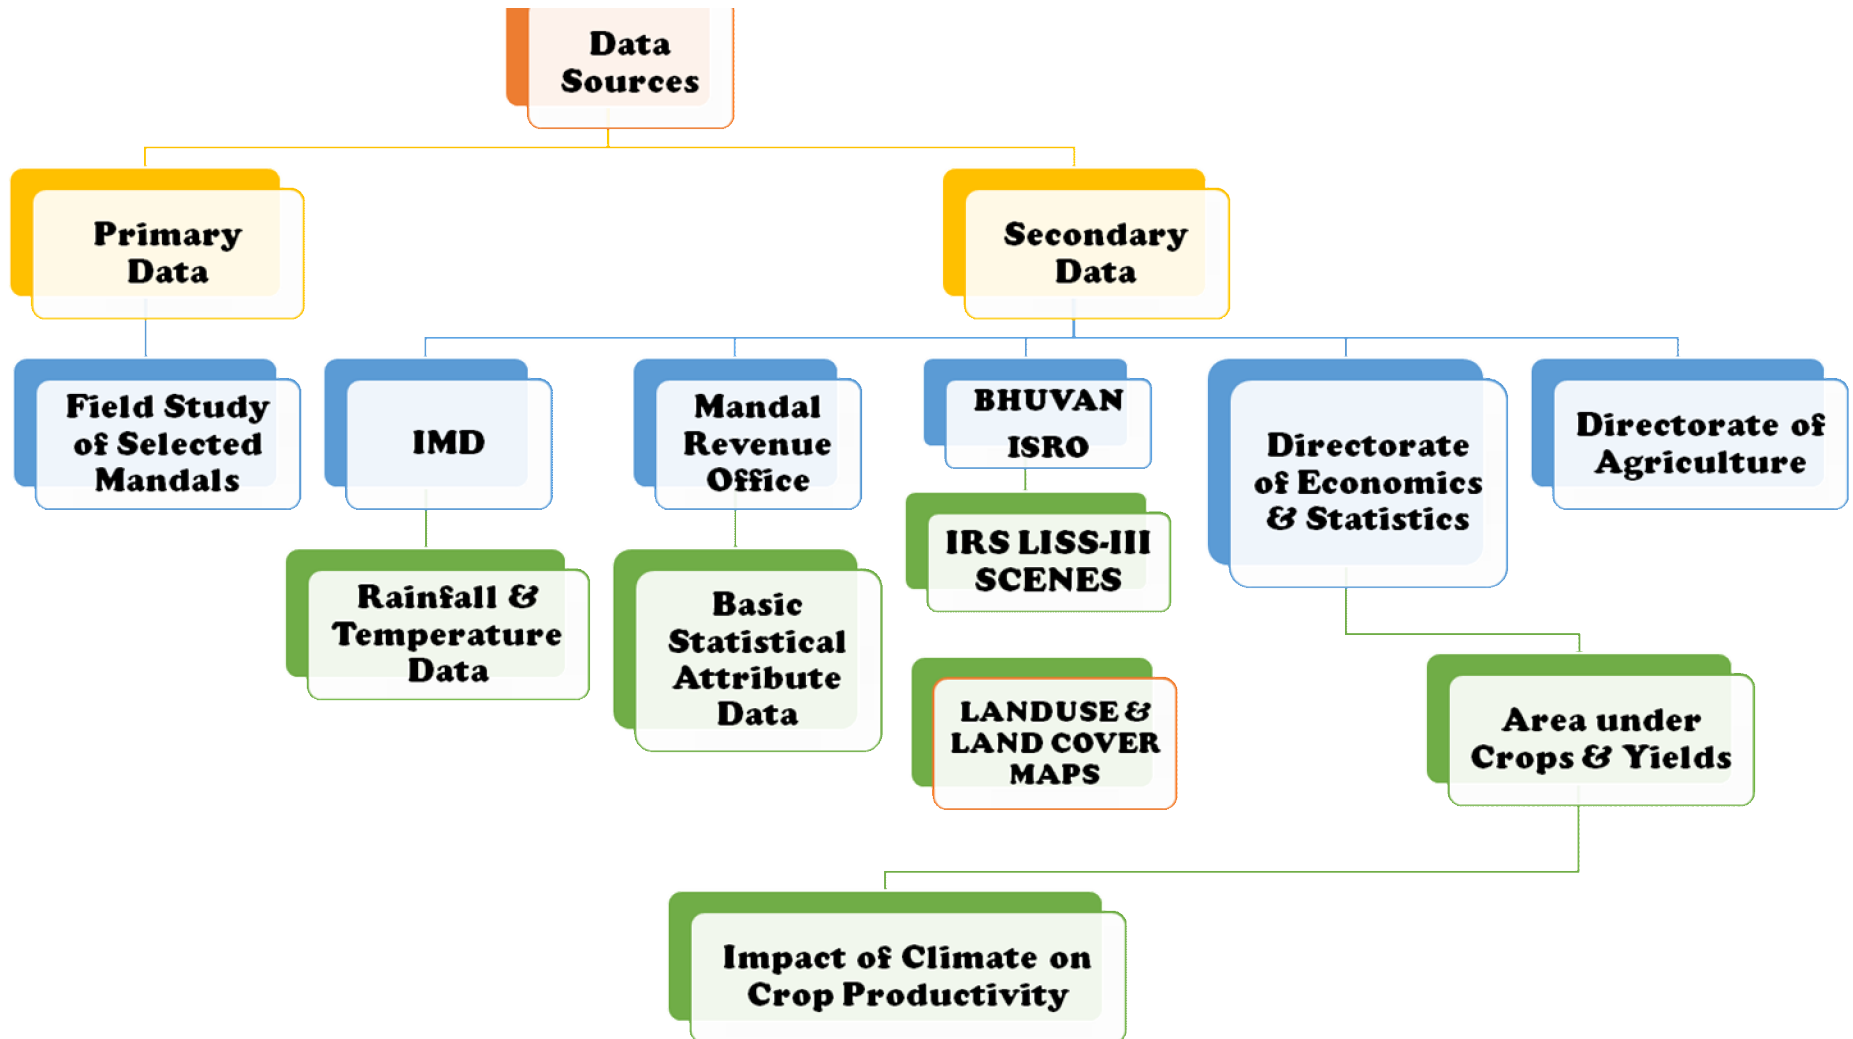 Data
Sources
Primary
Data
Secondary
Data
Field Study
of Selected
Mandals
IMD
Mandal
Revenue
Office
BHUVAN
ISRO
Directorate
of Economics
& Statistics
Directorate of
Agriculture
Rainfall &
Temperature
Data
Basic
Statistical
Attribute
Data
IRS LISS-III
SCENES
LANDUSE &
LAND COVER
MAPS
Area under
Crops & Yields
Impact of Climate on
Crop Productivity